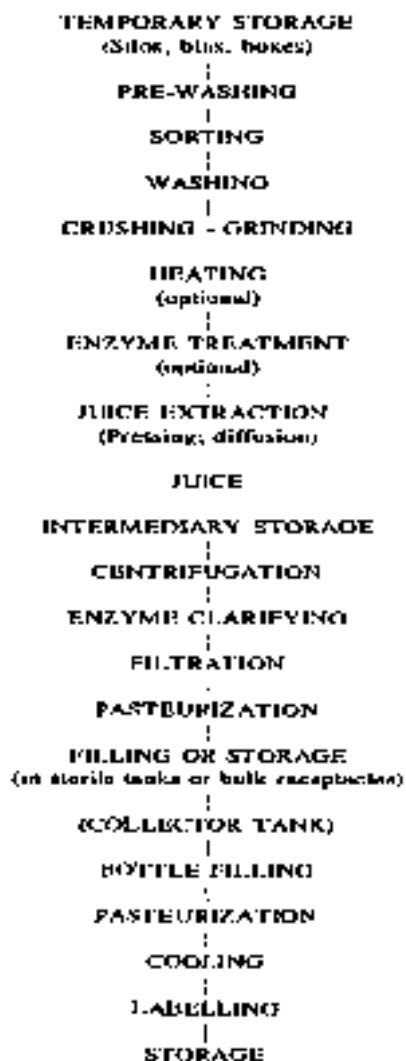 TEMPORARY STORAGE
(Silos, bins, boxes)
PRE-WASHING
SORTING
WASHING
CRUSHING - GRINDING
HEATING
(optional)
ENZYME TREATMENT
(optional)
JUICE EXTRACTION
(Pressing; diffusion)
JUICE
INTERMEDIARY STORAGE
CENTRIFUGATION
ENZYME CLARIFYING
FILTRATION
PASTEURIZATION
FILLING OR STORAGE
(in sterile tanks or bulk receptacles)
(COLLECTOR TANK)
BOTTLE FILLING
PASTEURIZATION
COOLING
LABELLING
STORAGE